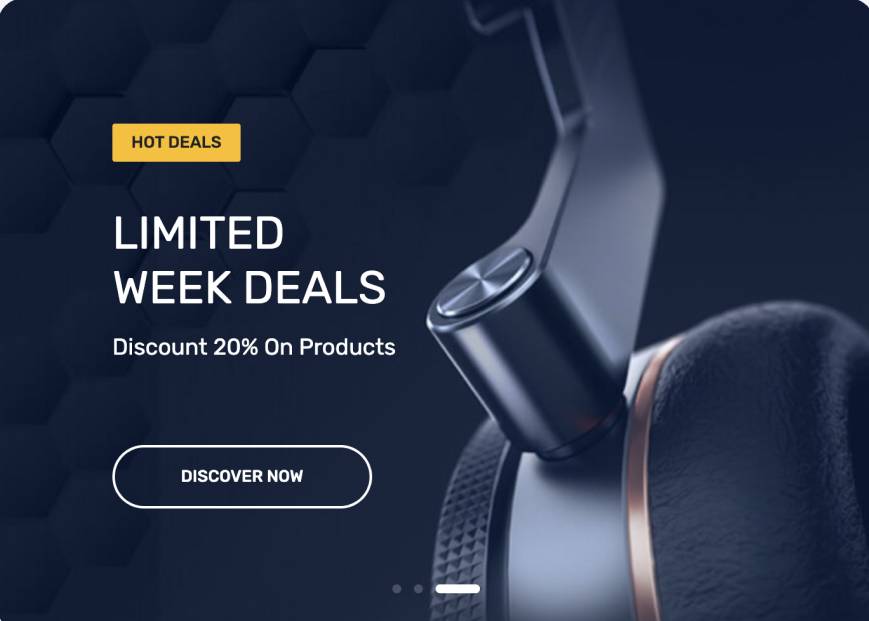 HOT DEALS
LIMITED
WEEK DEALS
Discount 20% On Products
DISCOVER NOW